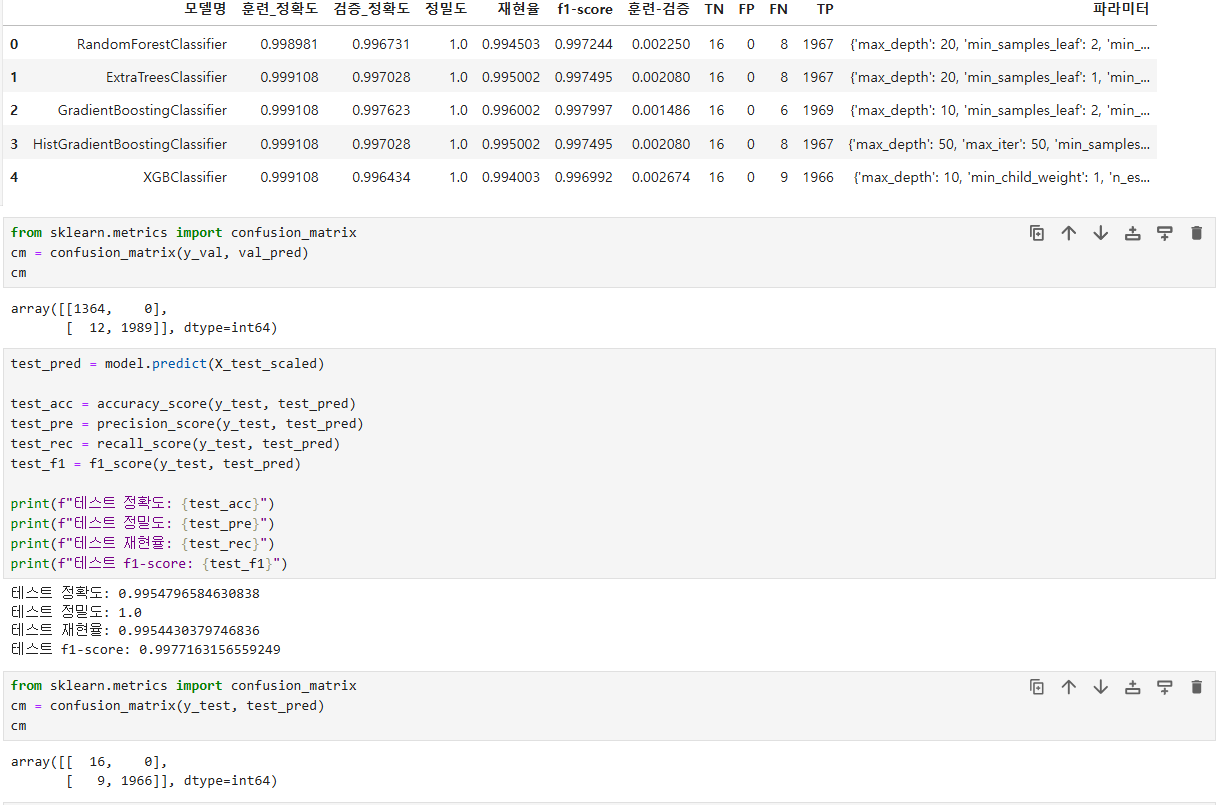 모델명 훈련_정확도 검증_정확도 정밀도 재현율 f1-score 훈련-검증 TN FP FN TP 파라미터
0 RandomForestClassifier 0.998981 0.996731 1.0 0.994503 0.997244 0.002250 16 0 8 1967 {'max_depth': 20, 'min_samples_leaf': 2, 'min_...
1 ExtraTreesClassifier 0.999108 0.997028 1.0 0.995002 0.997495 0.002080 16 0 8 1967 {'max_depth': 20, 'min_samples_leaf': 1, 'min_...
2 GradientBoostingClassifier 0.999108 0.997623 1.0 0.996002 0.997997 0.001486 16 0 6 1969 {'max_depth': 10, 'min_samples_leaf': 2, 'min_...
3 HistGradientBoostingClassifier 0.999108 0.997028 1.0 0.995002 0.997495 0.002080 16 0 8 1967 {'max_depth': 50, 'max_iter': 50, 'min_samples...
4 XGBClassifier 0.999108 0.996434 1.0 0.994003 0.996992 0.002674 16 0 9 1966 {'max_depth': 10, 'min_child_weight': 1, 'n_es...
from sklearn.metrics import confusion_matrix
cm = confusion_matrix(y_val, val_pred)
cm
array([[1364,    0],
       [  12, 1989]], dtype=int64)
test_pred = model.predict(X_test_scaled)
test_acc = accuracy_score(y_test, test_pred)
test_pre = precision_score(y_test, test_pred)
test_rec = recall_score(y_test, test_pred)
test_f1 = f1_score(y_test, test_pred)
print(f"테스트 정확도: {test_acc}")
print(f"테스트 정밀도: {test_pre}")
print(f"테스트 재현율: {test_rec}")
print(f"테스트 f1-score: {test_f1}")
테스트 정확도: 0.9954796584630838
테스트 정밀도: 1.0
테스트 재현율: 0.9954430379746836
테스트 f1-score: 0.9977163156559249
from sklearn.metrics import confusion_matrix
cm = confusion_matrix(y_test, test_pred)
cm
array([[  16,    0],
       [   9, 1966]], dtype=int64)